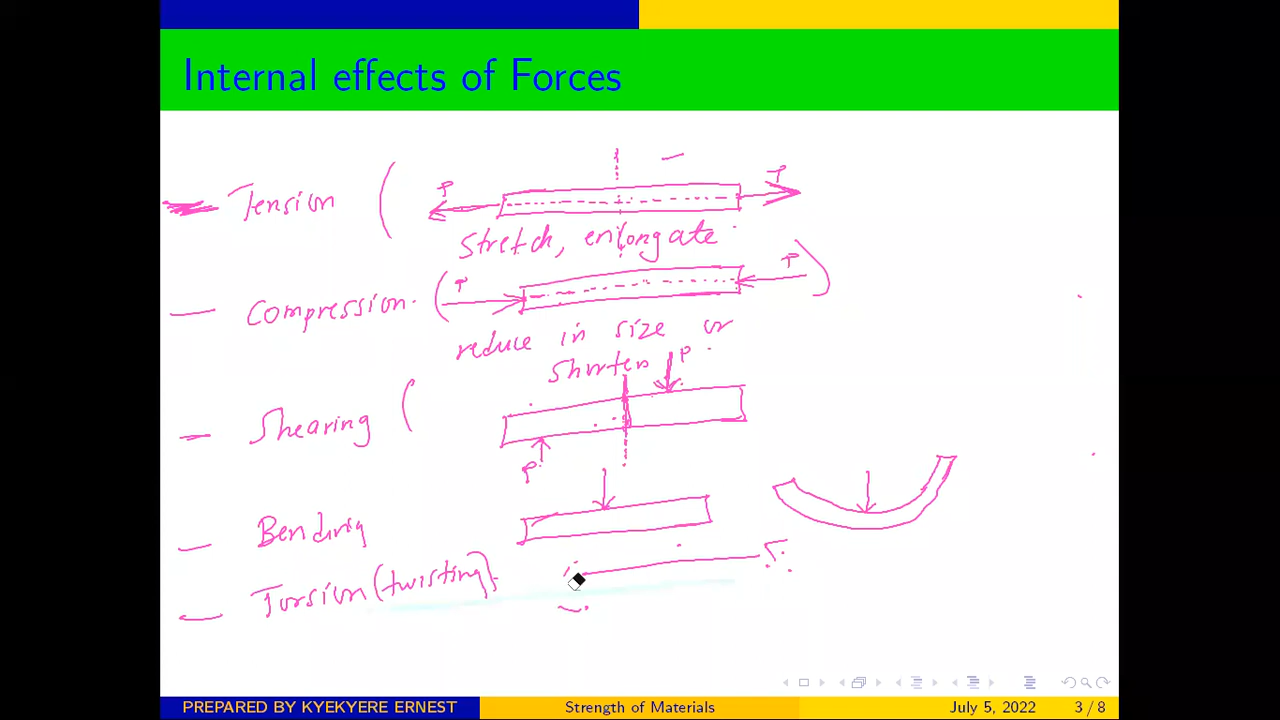 Internal effects of Forces
Tension (
P
P
stretch, enlongate
Compression. (
P
P )
reduce in size or
shorten
P
Shearing (
P
Bending
Torsion (twisting).
PREPARED BY KYEKYERE ERNEST
Strength of Materials
July 5, 2022
3 / 8